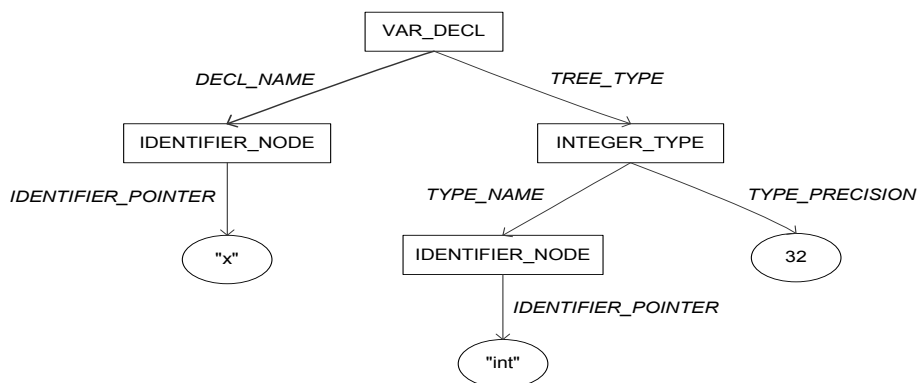 VAR_DECL
DECL_NAME
TREE_TYPE
IDENTIFIER_NODE
INTEGER_TYPE
IDENTIFIER_POINTER
TYPE_NAME
TYPE_PRECISION
"x"
IDENTIFIER_NODE
32
IDENTIFIER_POINTER
"int"